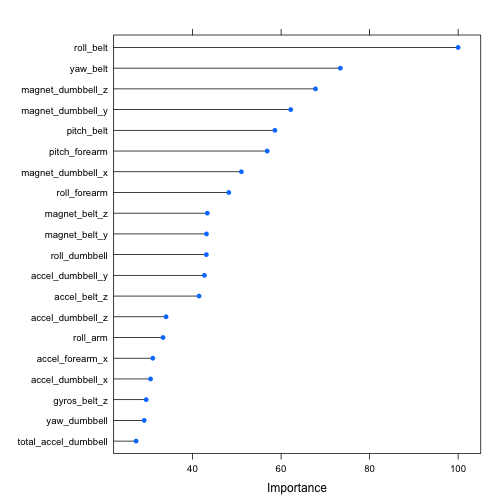 roll_belt
yaw_belt
magnet_dumbbell_z
magnet_dumbbell_y
pitch_belt
pitch_forearm
magnet_dumbbell_x
roll_forearm
magnet_belt_z
magnet_belt_y
roll_dumbbell
accel_dumbbell_y
accel_belt_z
accel_dumbbell_z
roll_arm
accel_forearm_x
accel_dumbbell_x
gyros_belt_z
yaw_dumbbell
total_accel_dumbbell
40 60 80 100
Importance